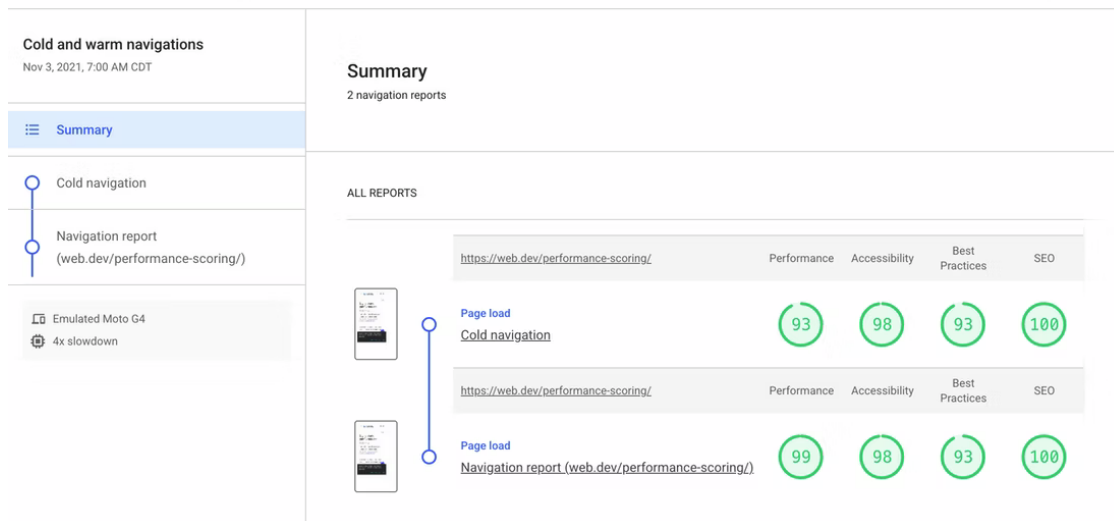 Cold and warm navigations
Nov 3, 2021, 7:00 AM CDT
Summary
Cold navigation
Navigation report
(web.dev/performance-scoring/)
Emulated Moto G4
4x slowdown
Summary
2 navigation reports
ALL REPORTS
https://web.dev/performance-scoring/ Performance Accessibility Best Practices SEO
Page load
Cold navigation
93 98 93 100
https://web.dev/performance-scoring/ Performance Accessibility Best Practices SEO
Page load
Navigation report (web.dev/performance-scoring/)
99 98 93 100